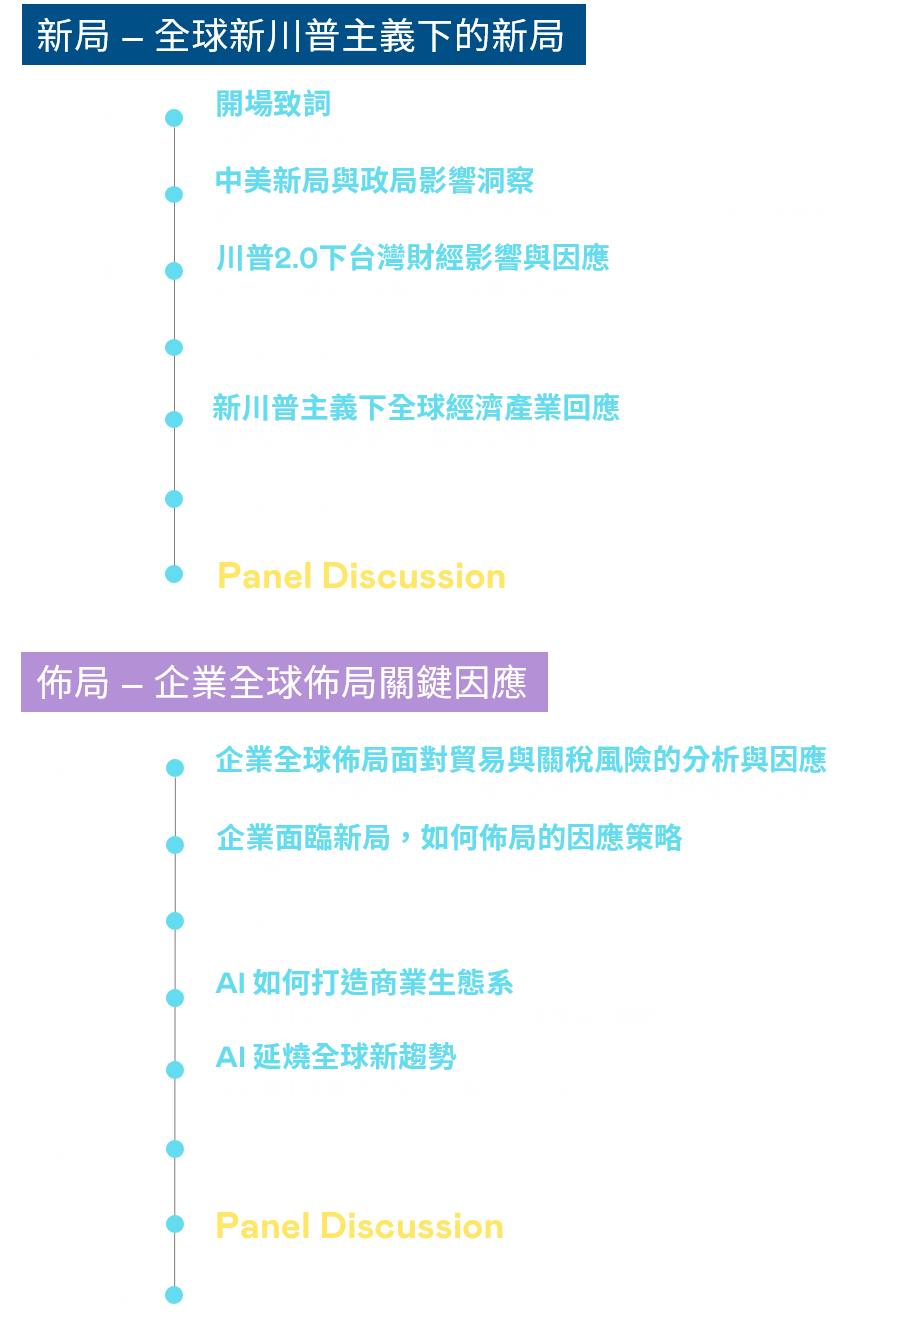 新局 – 全球新川普主義下的新局
開場致詞
中美新局與政局影響洞察
川普2.0下台灣財經影響與因應
新川普主義下全球經濟產業回應
Panel Discussion
佈局 – 企業全球佈局關鍵因應
企業全球佈局面對貿易與關稅風險的分析與因應
企業面臨新局，如何佈局的因應策略
AI 如何打造商業生態系
AI 延燒全球新趨勢
Panel Discussion